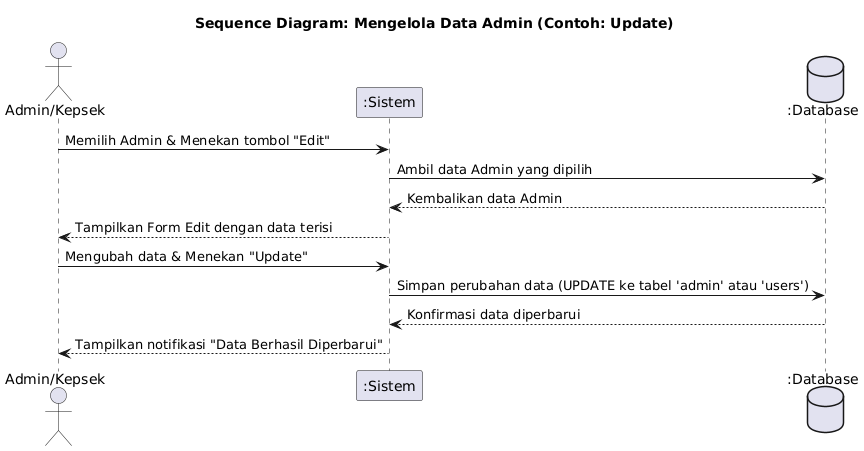 Sequence Diagram: Mengelola Data Admin (Contoh: Update)
Admin/Kepsek
:Sistem
:Database
Memilih Admin & Menekan tombol "Edit"
Ambil data Admin yang dipilih
Kembalikan data Admin
Tampilkan Form Edit dengan data terisi
Mengubah data & Menekan "Update"
Simpan perubahan data (UPDATE ke tabel 'admin' atau 'users')
Konfirmasi data diperbarui
Tampilkan notifikasi "Data Berhasil Diperbarui"
Admin/Kepsek
:Sistem
:Database